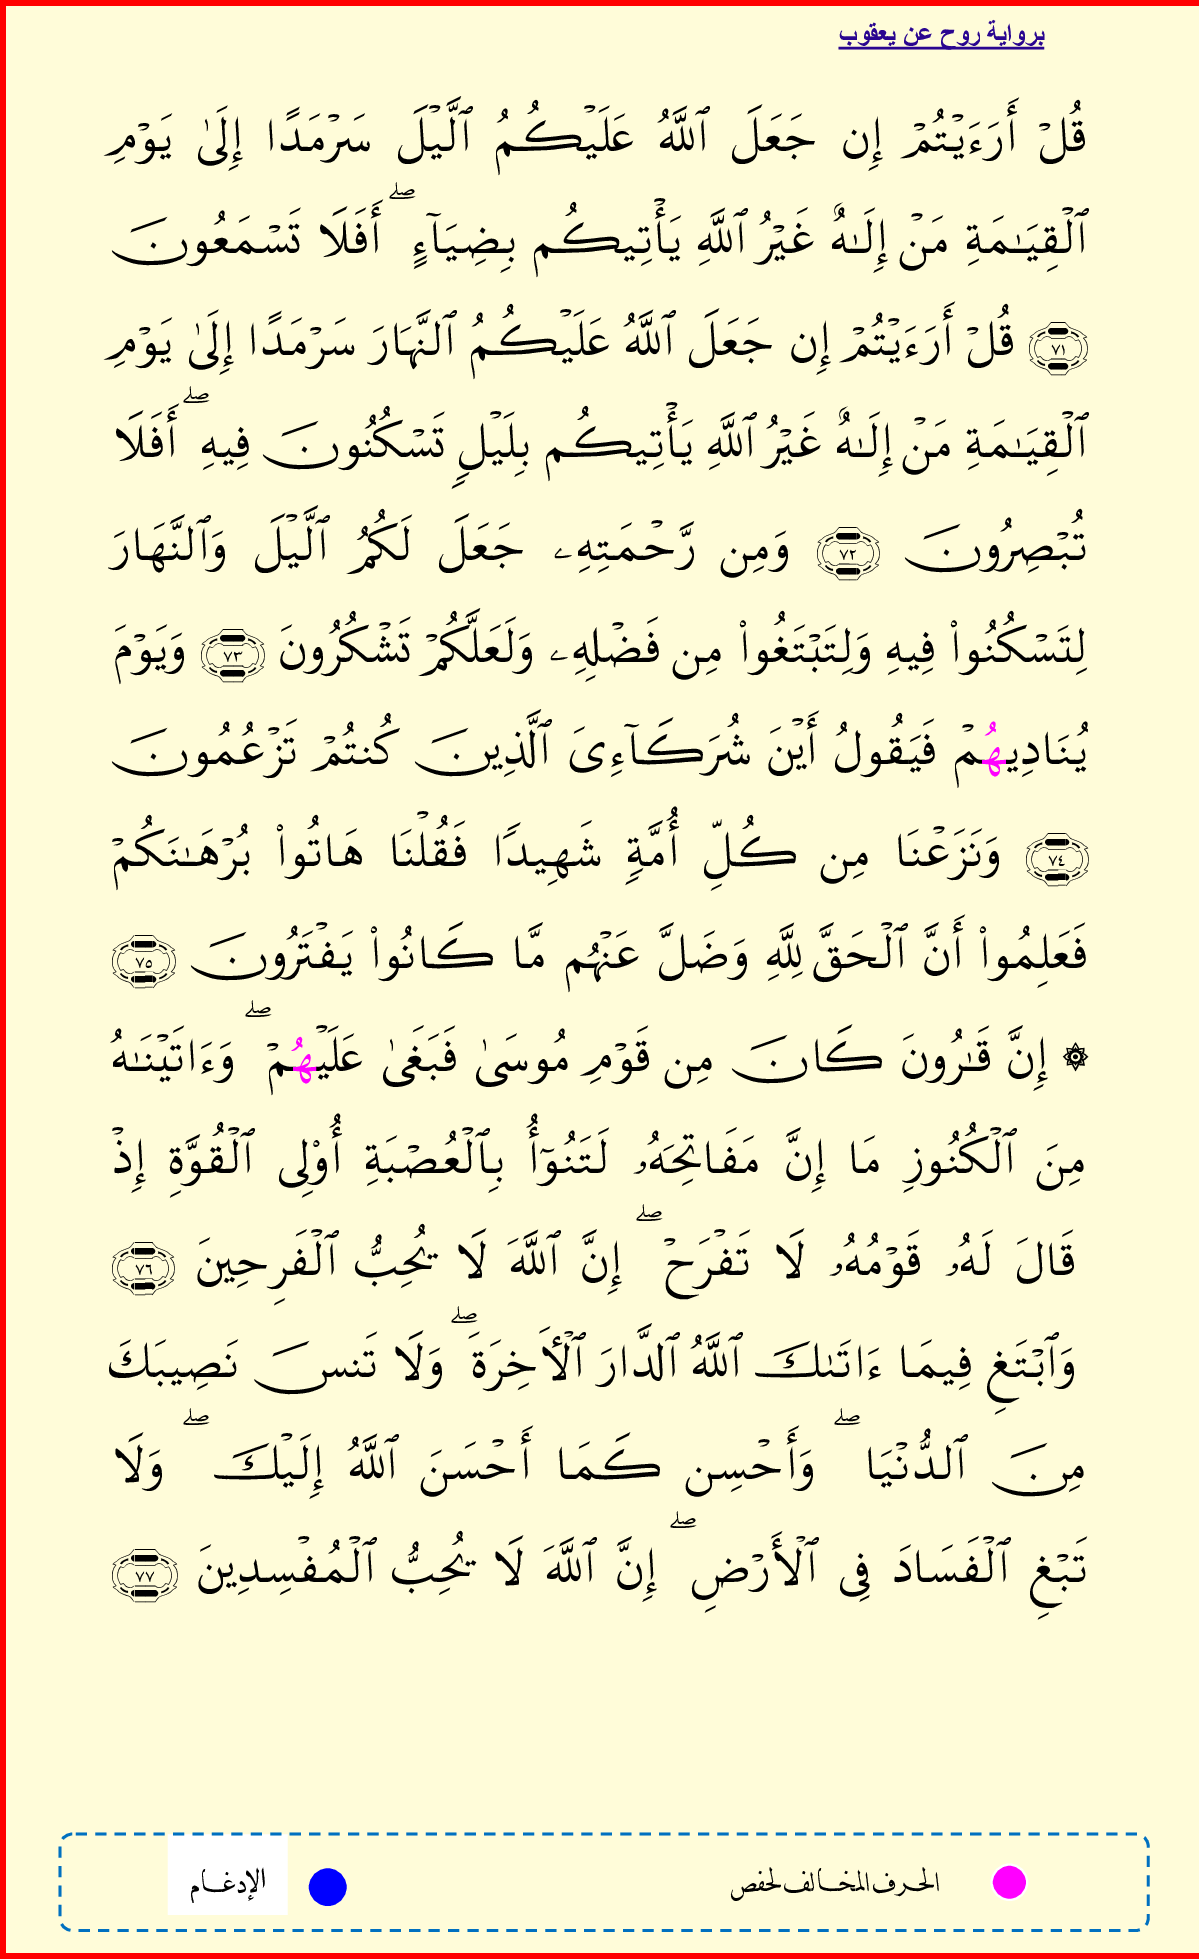 برواية روح عن يعقوب
قُلۡ أَرَءَيۡتُمۡ إِن جَعَلَ ٱللَّهُ عَلَيۡكُمُ ٱلَّيۡلَ سَرۡمَدًا إِلَىٰ يَوۡمِ
ٱلۡقِيَـٰمَةِ مَنۡ إِلَـٰهٌ غَيۡرُ ٱللَّهِ يَأۡتِيكُم بِضِيَآءٍ ۖ أَفَلَا تَسۡمَعُونَ
٧١ قُلۡ أَرَءَيۡتُمۡ إِن جَعَلَ ٱللَّهُ عَلَيۡكُمُ ٱلنَّهَارَ سَرۡمَدًا إِلَىٰ يَوۡمِ
ٱلۡقِيَـٰمَةِ مَنۡ إِلَـٰهٌ غَيۡرُ ٱللَّهِ يَأۡتِيكُم بِلَيۡلٍ تَسۡكُنُونَ فِيهِ ۖ أَفَلَا
تُبۡصِرُونَ ٧٢ وَمِن رَّحۡمَتِهِۦ جَعَلَ لَكُمُ ٱلَّيۡلَ وَٱلنَّهَارَ
لِتَسۡكُنُواْ فِيهِ وَلِتَبۡتَغُواْ مِن فَضۡلِهِۦ وَلَعَلَّكُمۡ تَشۡكُرُونَ ٧٣ وَيَوۡمَ
يُنَادِيهُمۡ فَيَقُولُ أَيۡنَ شُرَكَآءِىَ ٱلَّذِينَ كُنتُمۡ تَزۡعُمُونَ
٧٤ وَنَزَعۡنَا مِن كُلِّ أُمَّةٍ شَهِيدًا فَقُلۡنَا هَاتُواْ بُرۡهَـٰنَكُمۡ
فَعَلِمُواْ أَنَّ ٱلۡحَقَّ لِلَّهِ وَضَلَّ عَنۡهُم مَّا كَانُواْ يَفۡتَرُونَ ٧٥
۞ إِنَّ قَـٰرُونَ كَانَ مِن قَوۡمِ مُوسَىٰ فَبَغَىٰ عَلَيۡهُمۡ ۖ وَءَاتَيۡنَـٰهُ
مِنَ ٱلۡكُنُوزِ مَا إِنَّ مَفَاتِحَهُۥ لَتَنُوٓأُ بِٱلۡعُصۡبَةِ أُوْلِى ٱلۡقُوَّةِ إِذۡ
قَالَ لَهُۥ قَوۡمُهُۥ لَا تَفۡرَحۡ ۖ إِنَّ ٱللَّهَ لَا يُحِبُّ ٱلۡفَرِحِينَ ٧٦
وَٱبۡتَغِ فِيمَا ءَاتَىٰكَ ٱللَّهُ ٱلدَّارَ ٱلۡأَخِرَةَ ۖ وَلَا تَنسَ نَصِيبَكَ
مِنَ ٱلدُّنۡيَا ۖ وَأَحۡسِن كَمَا أَحۡسَنَ ٱللَّهُ إِلَيۡكَ ۖ وَلَا
تَبۡغِ ٱلۡفَسَادَ فِى ٱلۡأَرۡضِ ۖ إِنَّ ٱللَّهَ لَا يُحِبُّ ٱلۡمُفۡسِدِينَ ٧٧
الحرف المخالف لحفص
الإدغام